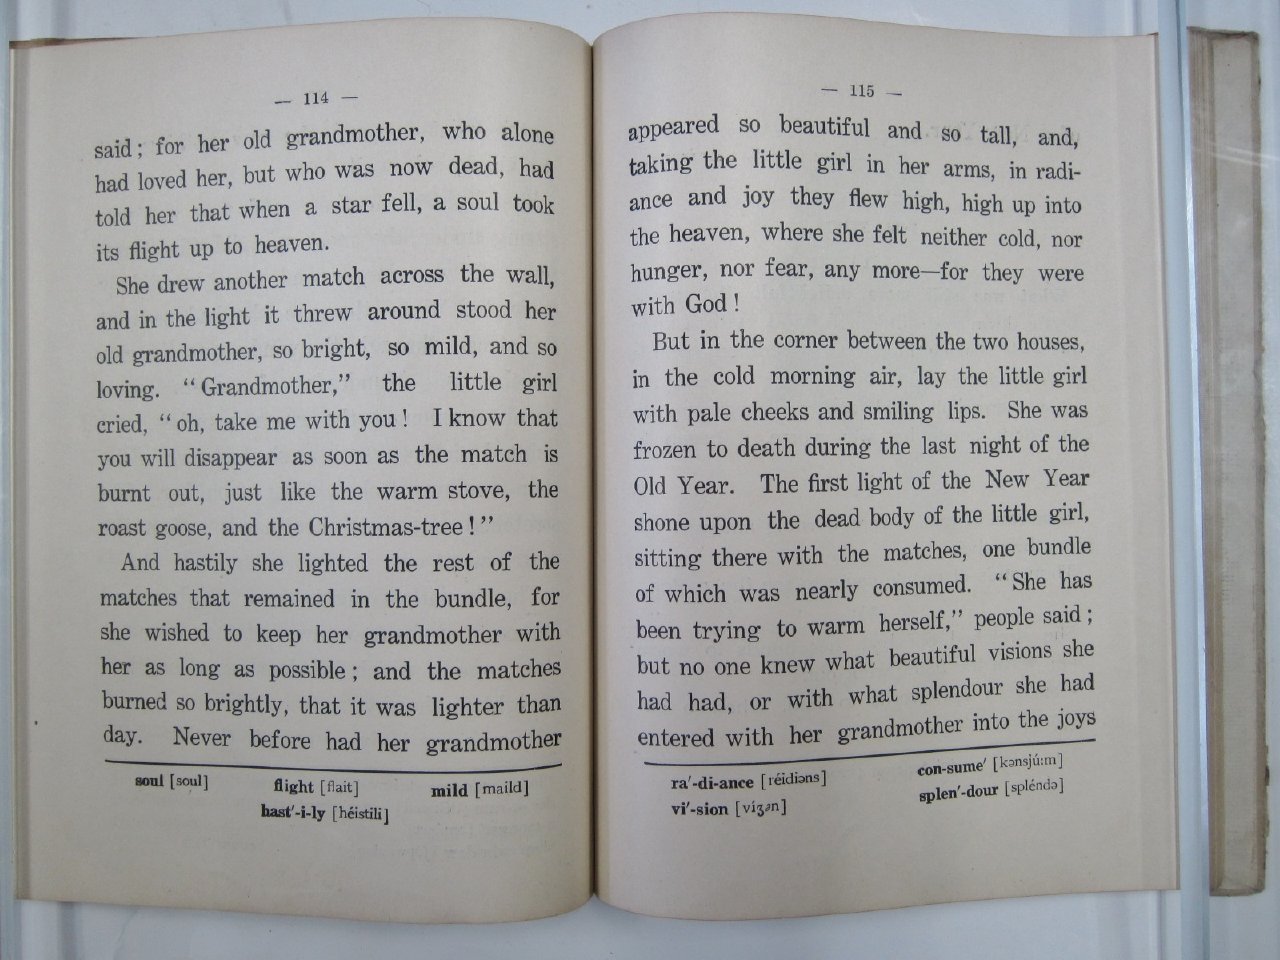 — 114 —
said; for her old grandmother, who alone
had loved her, but who was now dead, had
told her that when a star fell, a soul took
its flight up to heaven.
She drew another match across the wall,
and in the light it threw around stood her
old grandmother, so bright, so mild, and so
loving. "Grandmother," the little girl
cried, "oh, take me with you! I know that
you will disappear as soon as the match is
burnt out, just like the warm stove, the
roast goose, and the Christmas-tree!"
And hastily she lighted the rest of the
matches that remained in the bundle, for
she wished to keep her grandmother with
her as long as possible; and the matches
burned so brightly, that it was lighter than
day. Never before had her grandmother
soul [soul] flight [flait] mild [maild]
hast′-i-ly [héistili]
— 115 —
appeared so beautiful and so tall, and,
taking the little girl in her arms, in radi-
ance and joy they flew high, high up into
the heaven, where she felt neither cold, nor
hunger, nor fear, any more—for they were
with God!
But in the corner between the two houses,
in the cold morning air, lay the little girl
with pale cheeks and smiling lips. She was
frozen to death during the last night of the
Old Year. The first light of the New Year
shone upon the dead body of the little girl,
sitting there with the matches, one bundle
of which was nearly consumed. "She has
been trying to warm herself," people said;
but no one knew what beautiful visions she
had had, or with what splendour she had
entered with her grandmother into the joys
ra′-di-ance [réidiəns] con-sume′ [kənsjú:m]
vi′-sion [víʒən] splen′-dour [spléndə]